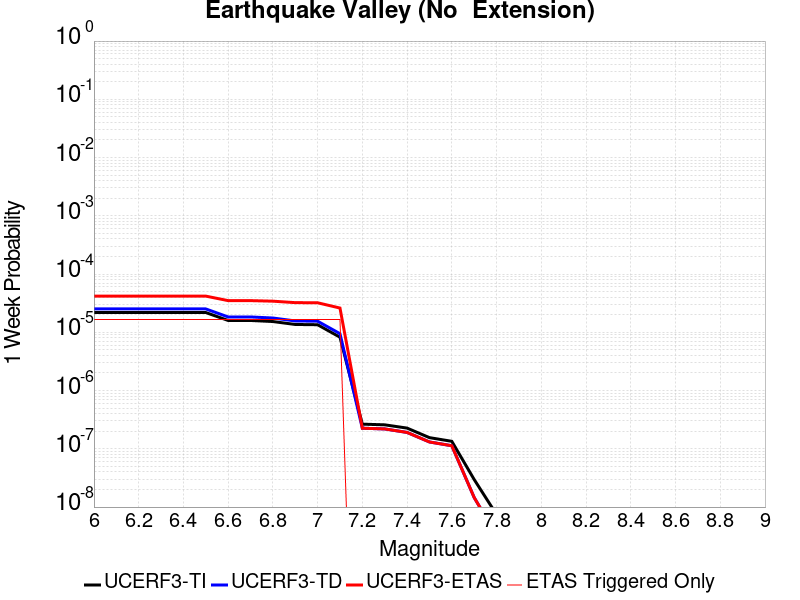 Earthquake Valley (No  Extension)
10^0
10^-1
10^-2
10^-3
10^-4
10^-5
10^-6
10^-7
10^-8
1 Week Probability
6 6.2 6.4 6.6 6.8 7 7.2 7.4 7.6 7.8 8 8.2 8.4 8.6 8.8 9
Magnitude
UCERF3-TI UCERF3-TD UCERF3-ETAS ETAS Triggered Only